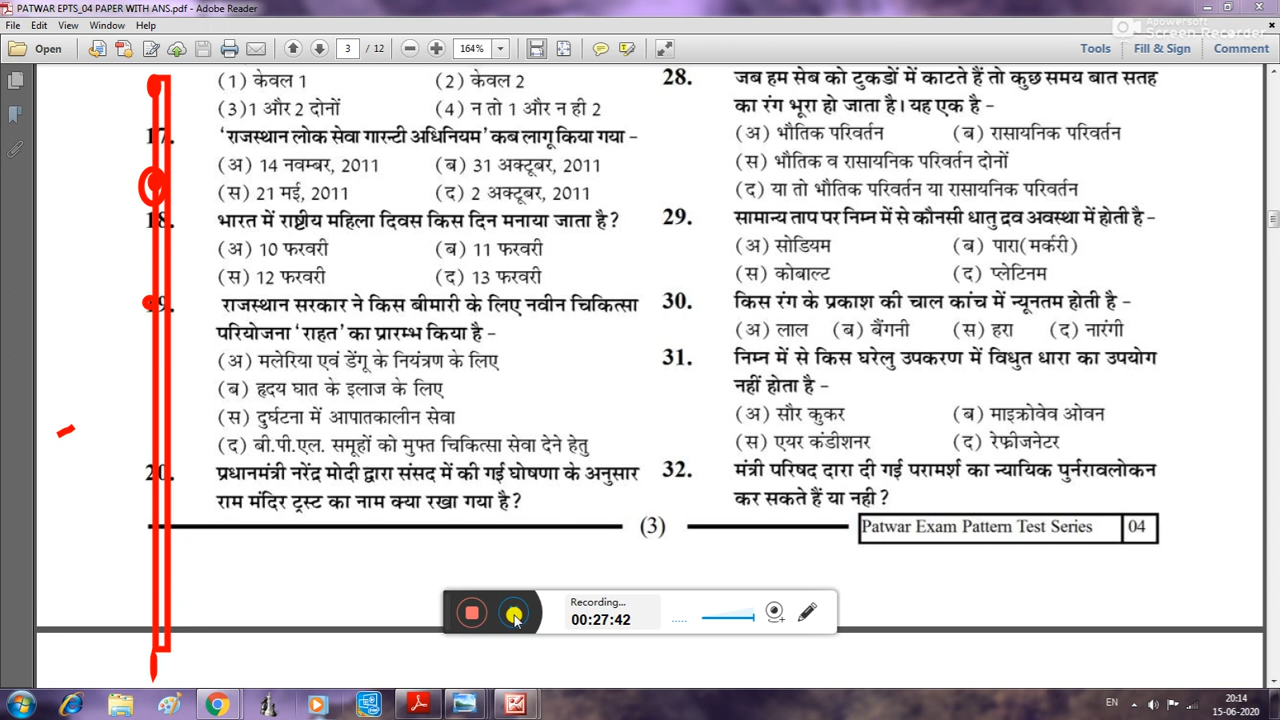 PATWAR EPTS_04 PAPER WITH ANS.pdf - Adobe Reader
File Edit View Window Help
Apowersoft
Screen Recorder
Open 3 / 12 164% Tools Fill & Sign Comment
(1) केवल 1 (2) केवल 2
(3)1 और 2 दोनों (4) न तो 1 और न ही 2
17. 'राजस्थान लोक सेवा गारन्टी अधिनियम' कब लागू किया गया -
(अ) 14 नवम्बर, 2011 (ब) 31 अक्टूबर, 2011
(स) 21 मई, 2011 (द) 2 अक्टूबर, 2011
18. भारत में राष्ट्रीय महिला दिवस किस दिन मनाया जाता है?
(अ) 10 फरवरी (ब) 11 फरवरी
(स) 12 फरवरी (द) 13 फरवरी
19. राजस्थान सरकार ने किस बीमारी के लिए नवीन चिकित्सा
परियोजना 'राहत' का प्रारम्भ किया है -
(अ) मलेरिया एवं डेंगू के नियंत्रण के लिए
(ब) हृदय घात के इलाज के लिए
(स) दुर्घटना में आपातकालीन सेवा
(द) बी.पी.एल. समूहों को मुफ्त चिकित्सा सेवा देने हेतु
20. प्रधानमंत्री नरेंद्र मोदी द्वारा संसद में की गई घोषणा के अनुसार
राम मंदिर ट्रस्ट का नाम क्या रखा गया है?
28. जब हम सेब को टुकडों में काटते हैं तो कुछ समय बात सतह
का रंग भूरा हो जाता है। यह एक है -
(अ) भौतिक परिवर्तन (ब) रासायनिक परिवर्तन
(स) भौतिक व रासायनिक परिवर्तन दोनों
(द) या तो भौतिक परिवर्तन या रासायनिक परिवर्तन
29. सामान्य ताप पर निम्न में से कौनसी धातु द्रव अवस्था में होती है -
(अ) सोडियम (ब) पारा(मर्करी)
(स) कोबाल्ट (द) प्लेटिनम
30. किस रंग के प्रकाश की चाल कांच में न्यूनतम होती है -
(अ) लाल (ब) बैंगनी (स) हरा (द) नारंगी
31. निम्न में से किस घरेलु उपकरण में विधुत धारा का उपयोग
नहीं होता है -
(अ) सौर कुकर (ब) माइक्रोवेव ओवन
(स) एयर कंडीशनर (द) रेफ्रीजनेटर
32. मंत्री परिषद दारा दी गई परामर्श का न्यायिक पुर्नरावलोकन
कर सकते हैं या नही?
(3) Patwar Exam Pattern Test Series 04
Recording...
00:27:42
EN 20:14
15-06-2020